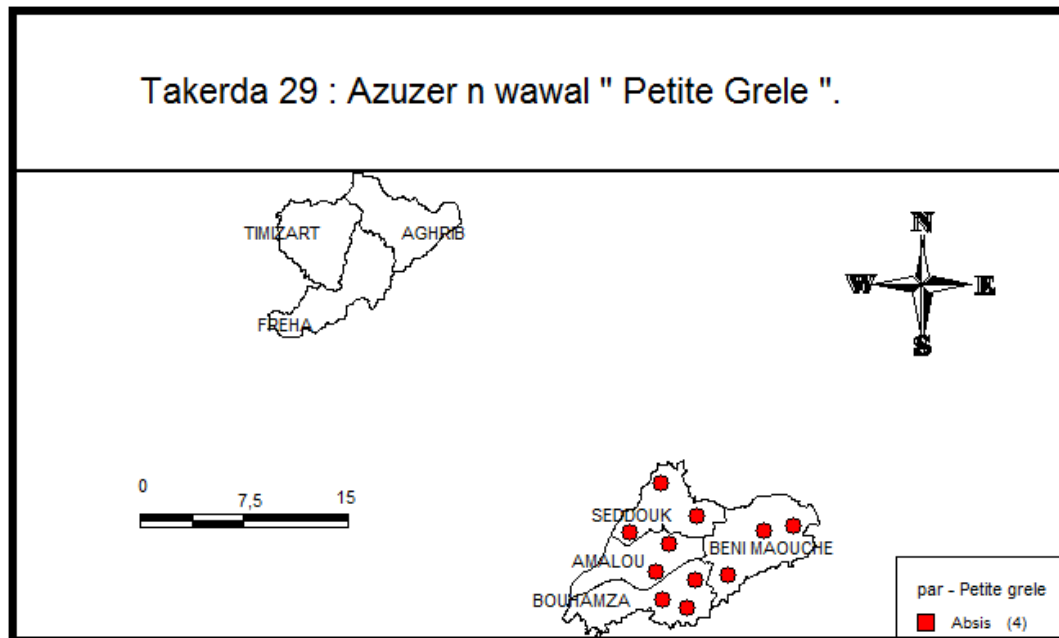 Takerda 29 : Azuzer n wawal " Petite Grele ".
TIMIZART
AGHRIB
FREHA
N
W
E
S
0
7,5
15
SEDDOUK
BENI MAOUCHE
AMALOU
BOUHAMZA
par - Petite grele
Absis (4)